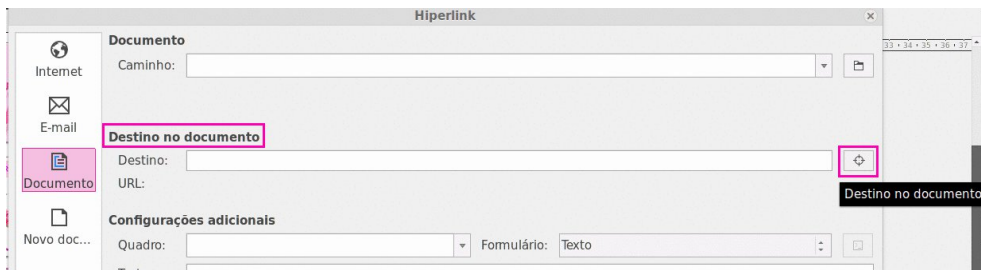 Hiperlink
33 · 34 · 35 · 36 · 37
Internet
E-mail
Documento
Novo doc...
Documento
Caminho:
Destino no documento
Destino:
URL:
Destino no documento
Configurações adicionais
Quadro:
Formulário: Texto